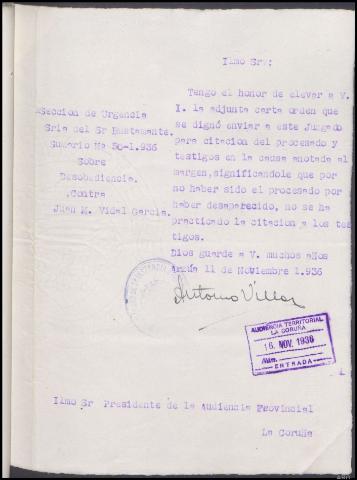 Ilmo Sr:
Tengo el honor de elevar a V.
I. la adjunta carta orden que
se dignó enviar a este Juzgado
para citacion del procesado y
testigos en la causa anotada al
margen, significandole que por
no haber sido el procesado por
haber desaparecido, no se ha
practicado la citacion a los tes
tigos.
Dios guarde a V. muchos años
Arzúa 11 de Noviembre 1.936
Seccion de Urgencia
Sria del Sr Bustamante.
Sumario Nº 50-1.936
Sobre
Desobediencia.
Contra
Juan M. Vidal Garcia.
Antonio Villar
AUDIENCIA TERRITORIAL
LA CORUÑA
16. NOV. 1936
Núm.
ENTRADA
Ilmo Sr Presidente de la Audiencia Provincial
La Coruña